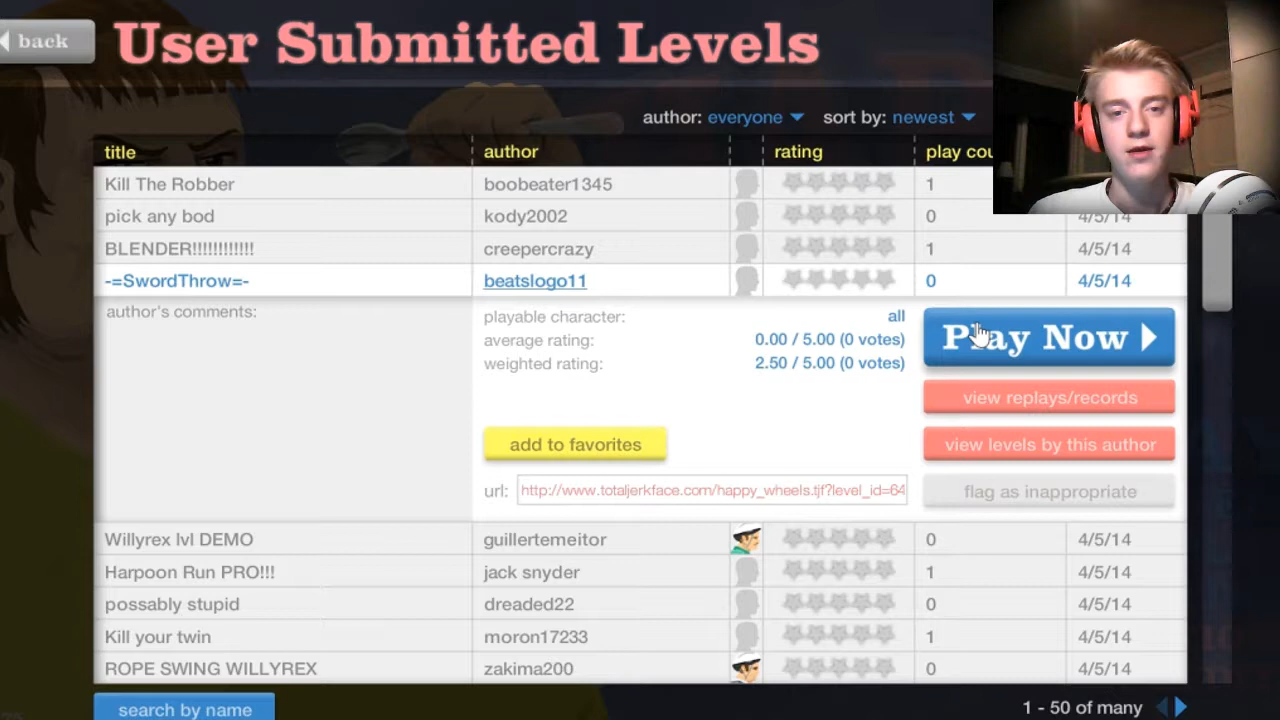 back
User Submitted Levels
author: everyone sort by: newest
title author rating play cou
Kill The Robber boobeater1345 1
pick any bod kody2002 0 4/5/14
BLENDER!!!!!!!!!!!! creepercrazy 1 4/5/14
-=SwordThrow=- beatslogo11 0 4/5/14
author's comments:
playable character: all
average rating: 0.00 / 5.00 (0 votes)
weighted rating: 2.50 / 5.00 (0 votes)
Play Now
view replays/records
add to favorites
view levels by this author
url: http://www.totaljerkface.com/happy_wheels.tjf?level_id=64
flag as inappropriate
Willyrex lvl DEMO guillertemeitor 0 4/5/14
Harpoon Run PRO!!! jack snyder 1 4/5/14
possably stupid dreaded22 0 4/5/14
Kill your twin moron17233 1 4/5/14
ROPE SWING WILLYREX zakima200 0 4/5/14
search by name
1 - 50 of many